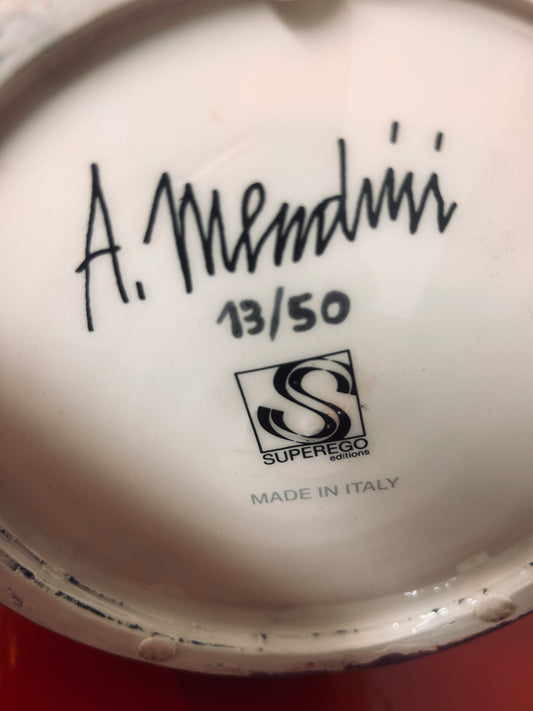 A. Mendini
13/50
S
SUPEREGO
editions
MADE IN ITALY